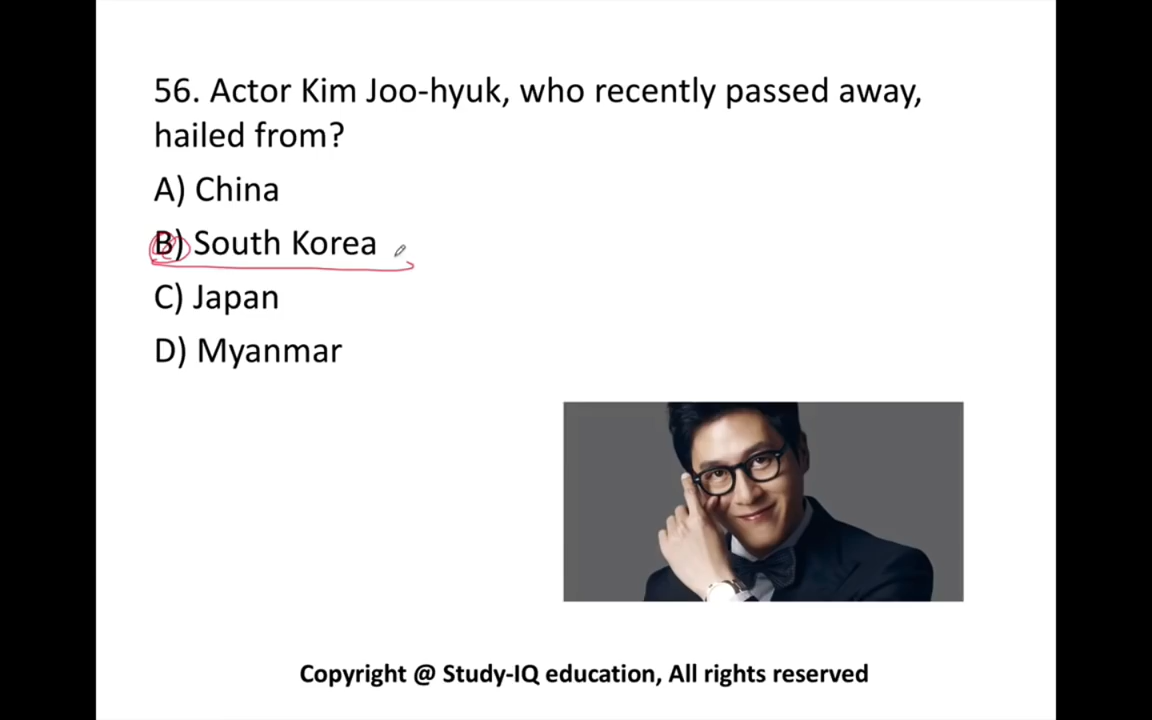 56. Actor Kim Joo-hyuk, who recently passed away,
hailed from?
A) China
B) South Korea
C) Japan
D) Myanmar
Copyright @ Study-IQ education, All rights reserved